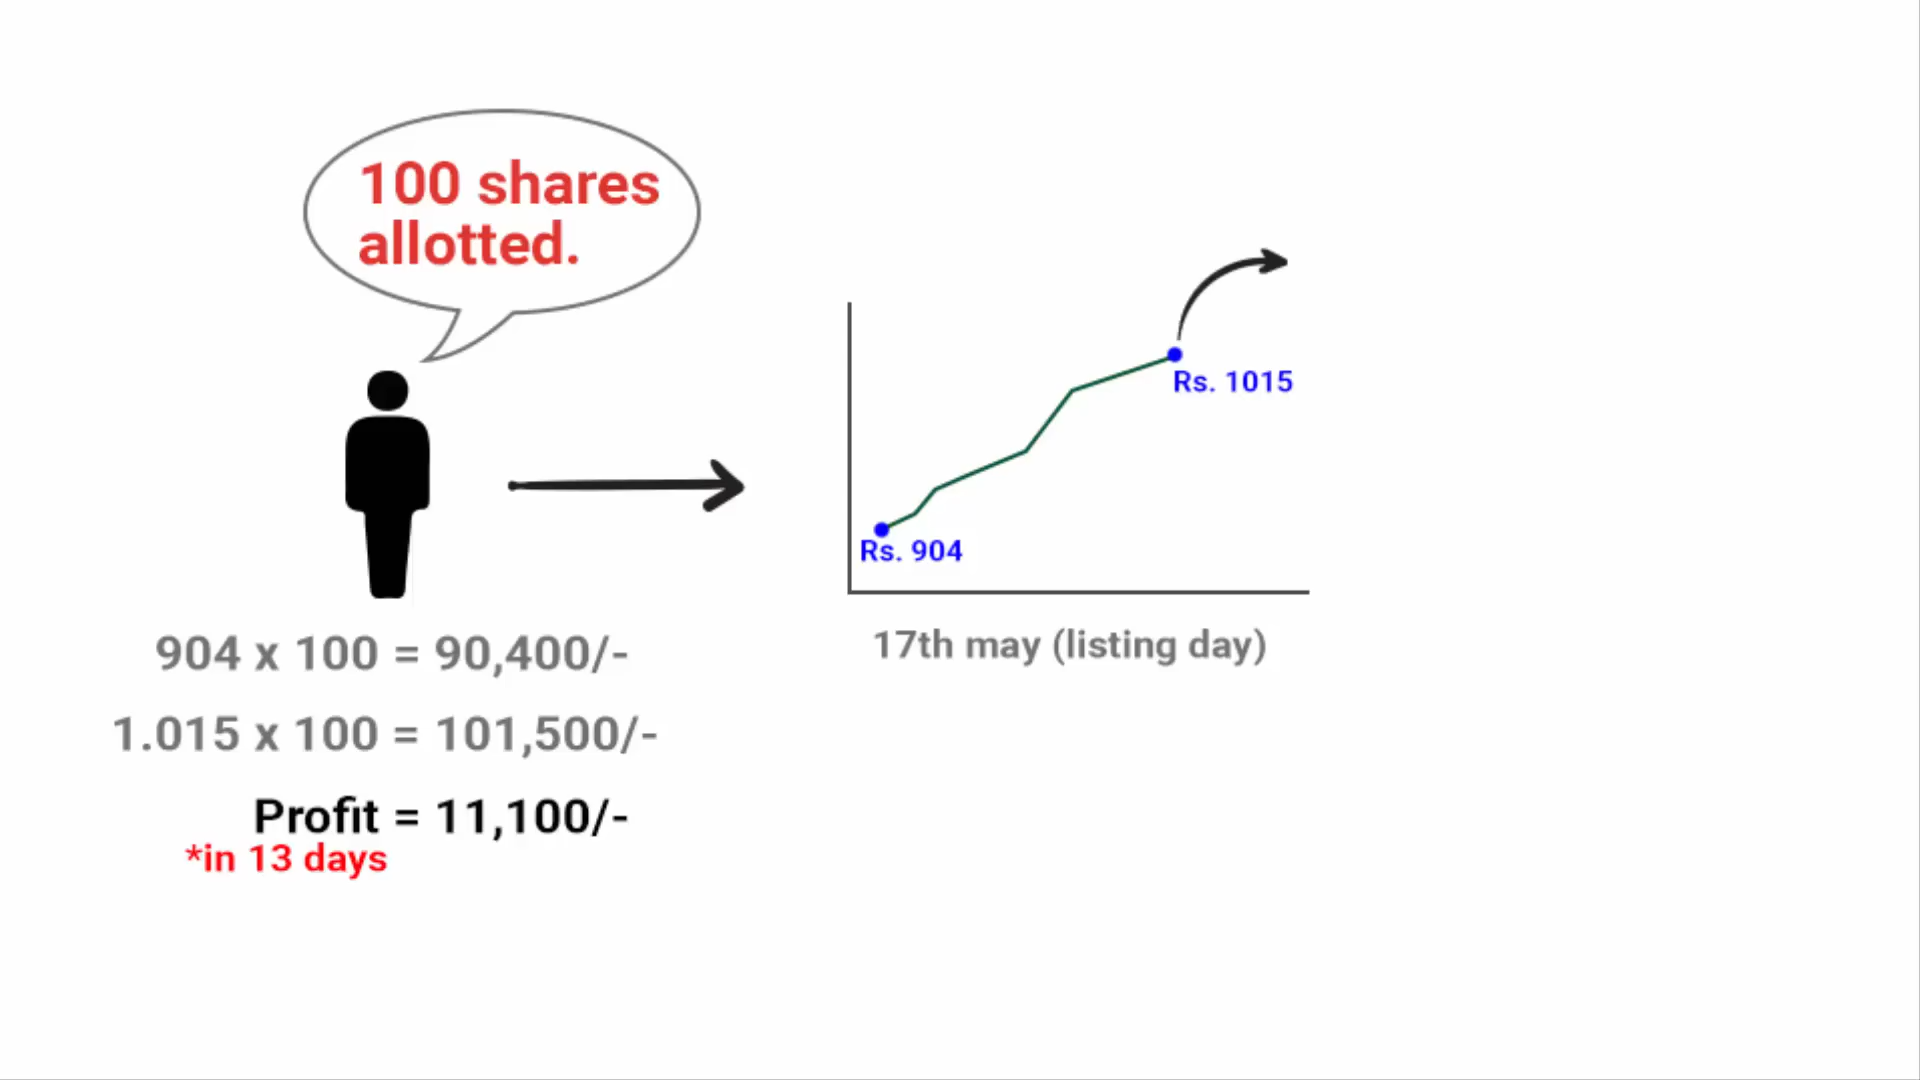 100 shares
allotted.
Rs. 1015
Rs. 904
17th may (listing day)
904 x 100 = 90,400/-
1.015 x 100 = 101,500/-
Profit = 11,100/-
*in 13 days